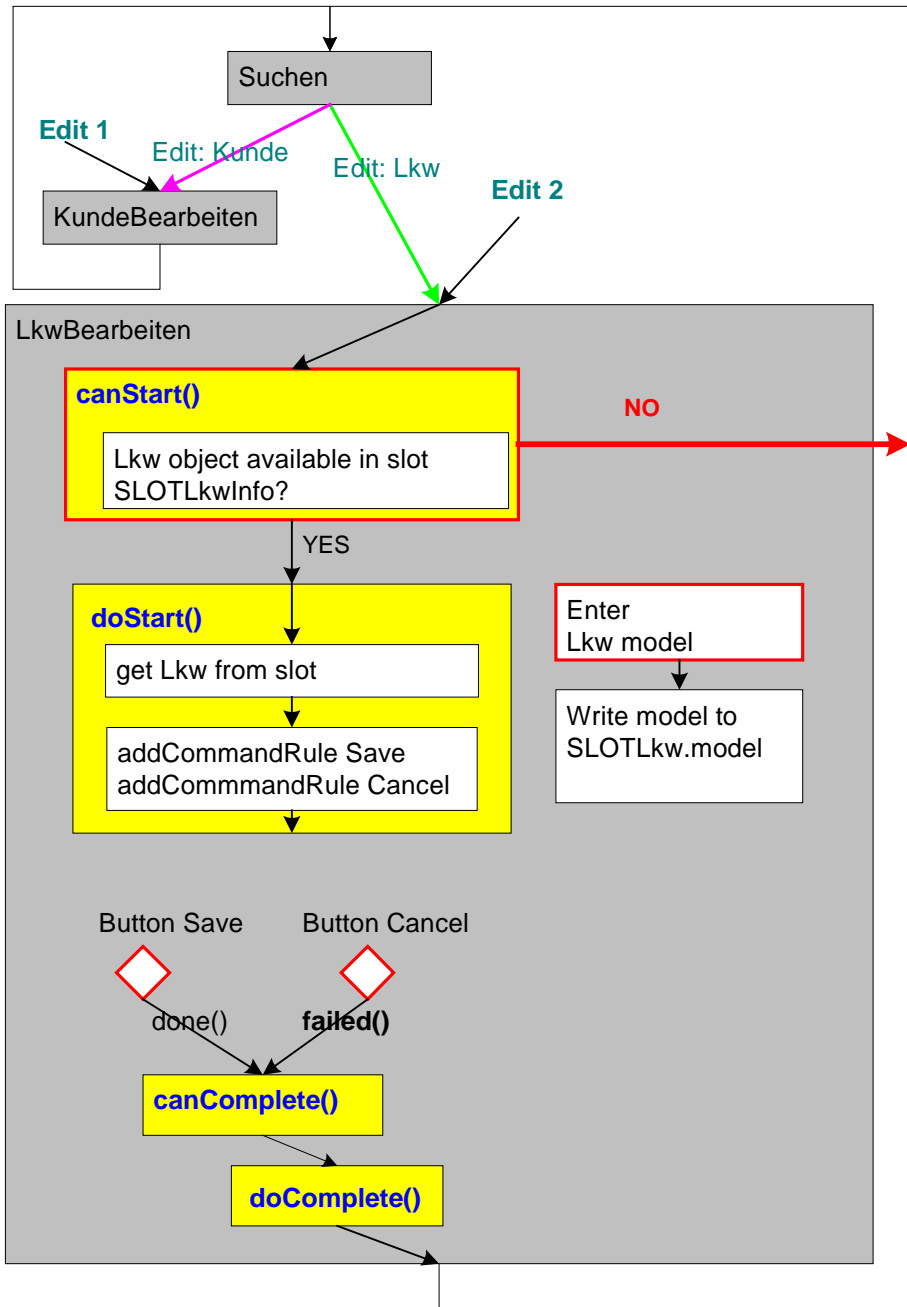 Suchen
Edit 1
Edit: Kunde
Edit: Lkw
Edit 2
KundeBearbeiten
LkwBearbeiten
canStart()
NO
Lkw object available in slot
SLOTLkwInfo?
YES
doStart()
Enter
Lkw model
get Lkw from slot
Write model to
SLOTLkw.model
addCommandRule Save
addCommmandRule Cancel
Button Save
Button Cancel
done()
failed()
canComplete()
doComplete()